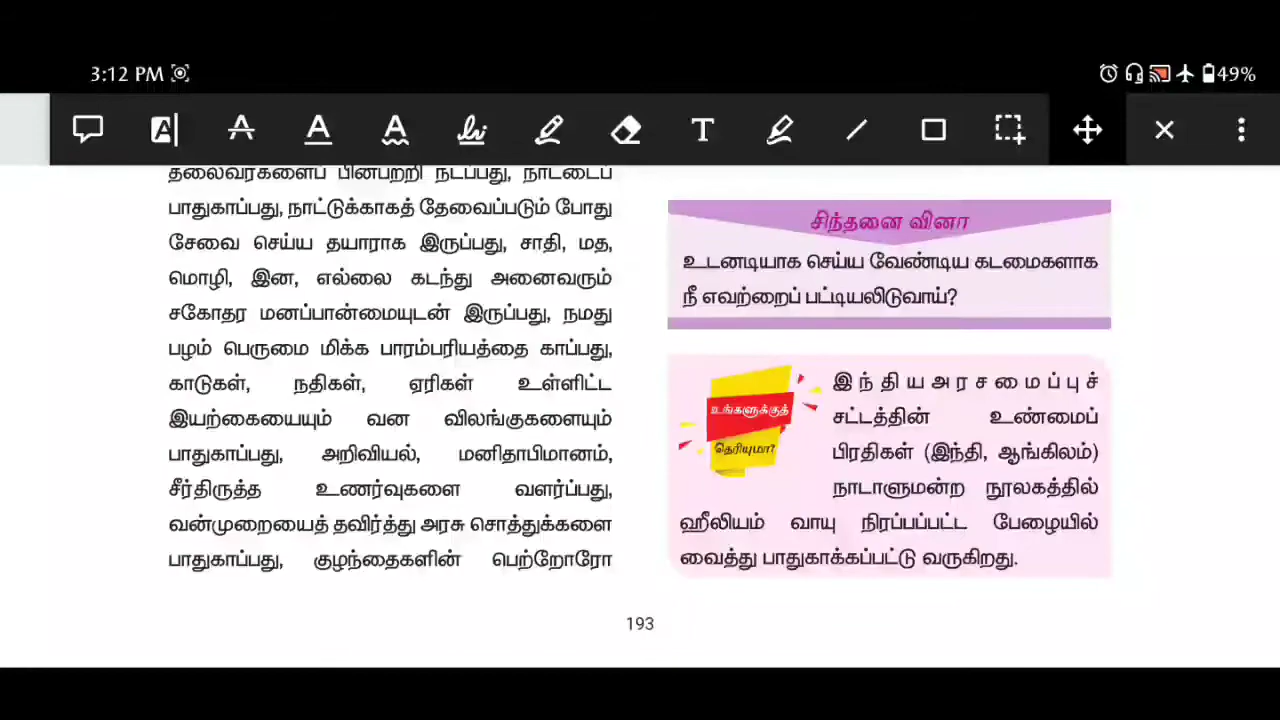 3:12 PM
49%
தலைவர்களைப் பின்பற்றி நடப்பது, நாட்டைப்
பாதுகாப்பது, நாட்டுக்காகத் தேவைப்படும் போது
சேவை செய்ய தயாராக இருப்பது, சாதி, மத,
மொழி, இன, எல்லை கடந்து அனைவரும்
சகோதர மனப்பான்மையுடன் இருப்பது, நமது
பழம் பெருமை மிக்க பாரம்பரியத்தை காப்பது,
காடுகள், நதிகள், ஏரிகள் உள்ளிட்ட
இயற்கையையும் வன விலங்குகளையும்
பாதுகாப்பது, அறிவியல், மனிதாபிமானம்,
சீர்திருத்த உணர்வுகளை வளர்ப்பது,
வன்முறையைத் தவிர்த்து அரசு சொத்துக்களை
பாதுகாப்பது, குழந்தைகளின் பெற்றோரோ
சிந்தனை வினா
உடனடியாக செய்ய வேண்டிய கடமைகளாக
நீ எவற்றைப் பட்டியலிடுவாய்?
உங்களுக்குத்
தெரியுமா?
இந்தியஅரசமைப்புச்
சட்டத்தின் உண்மைப்
பிரதிகள் (இந்தி, ஆங்கிலம்)
நாடாளுமன்ற நூலகத்தில்
ஹீலியம் வாயு நிரப்பப்பட்ட பேழையில்
வைத்து பாதுகாக்கப்பட்டு வருகிறது.
193